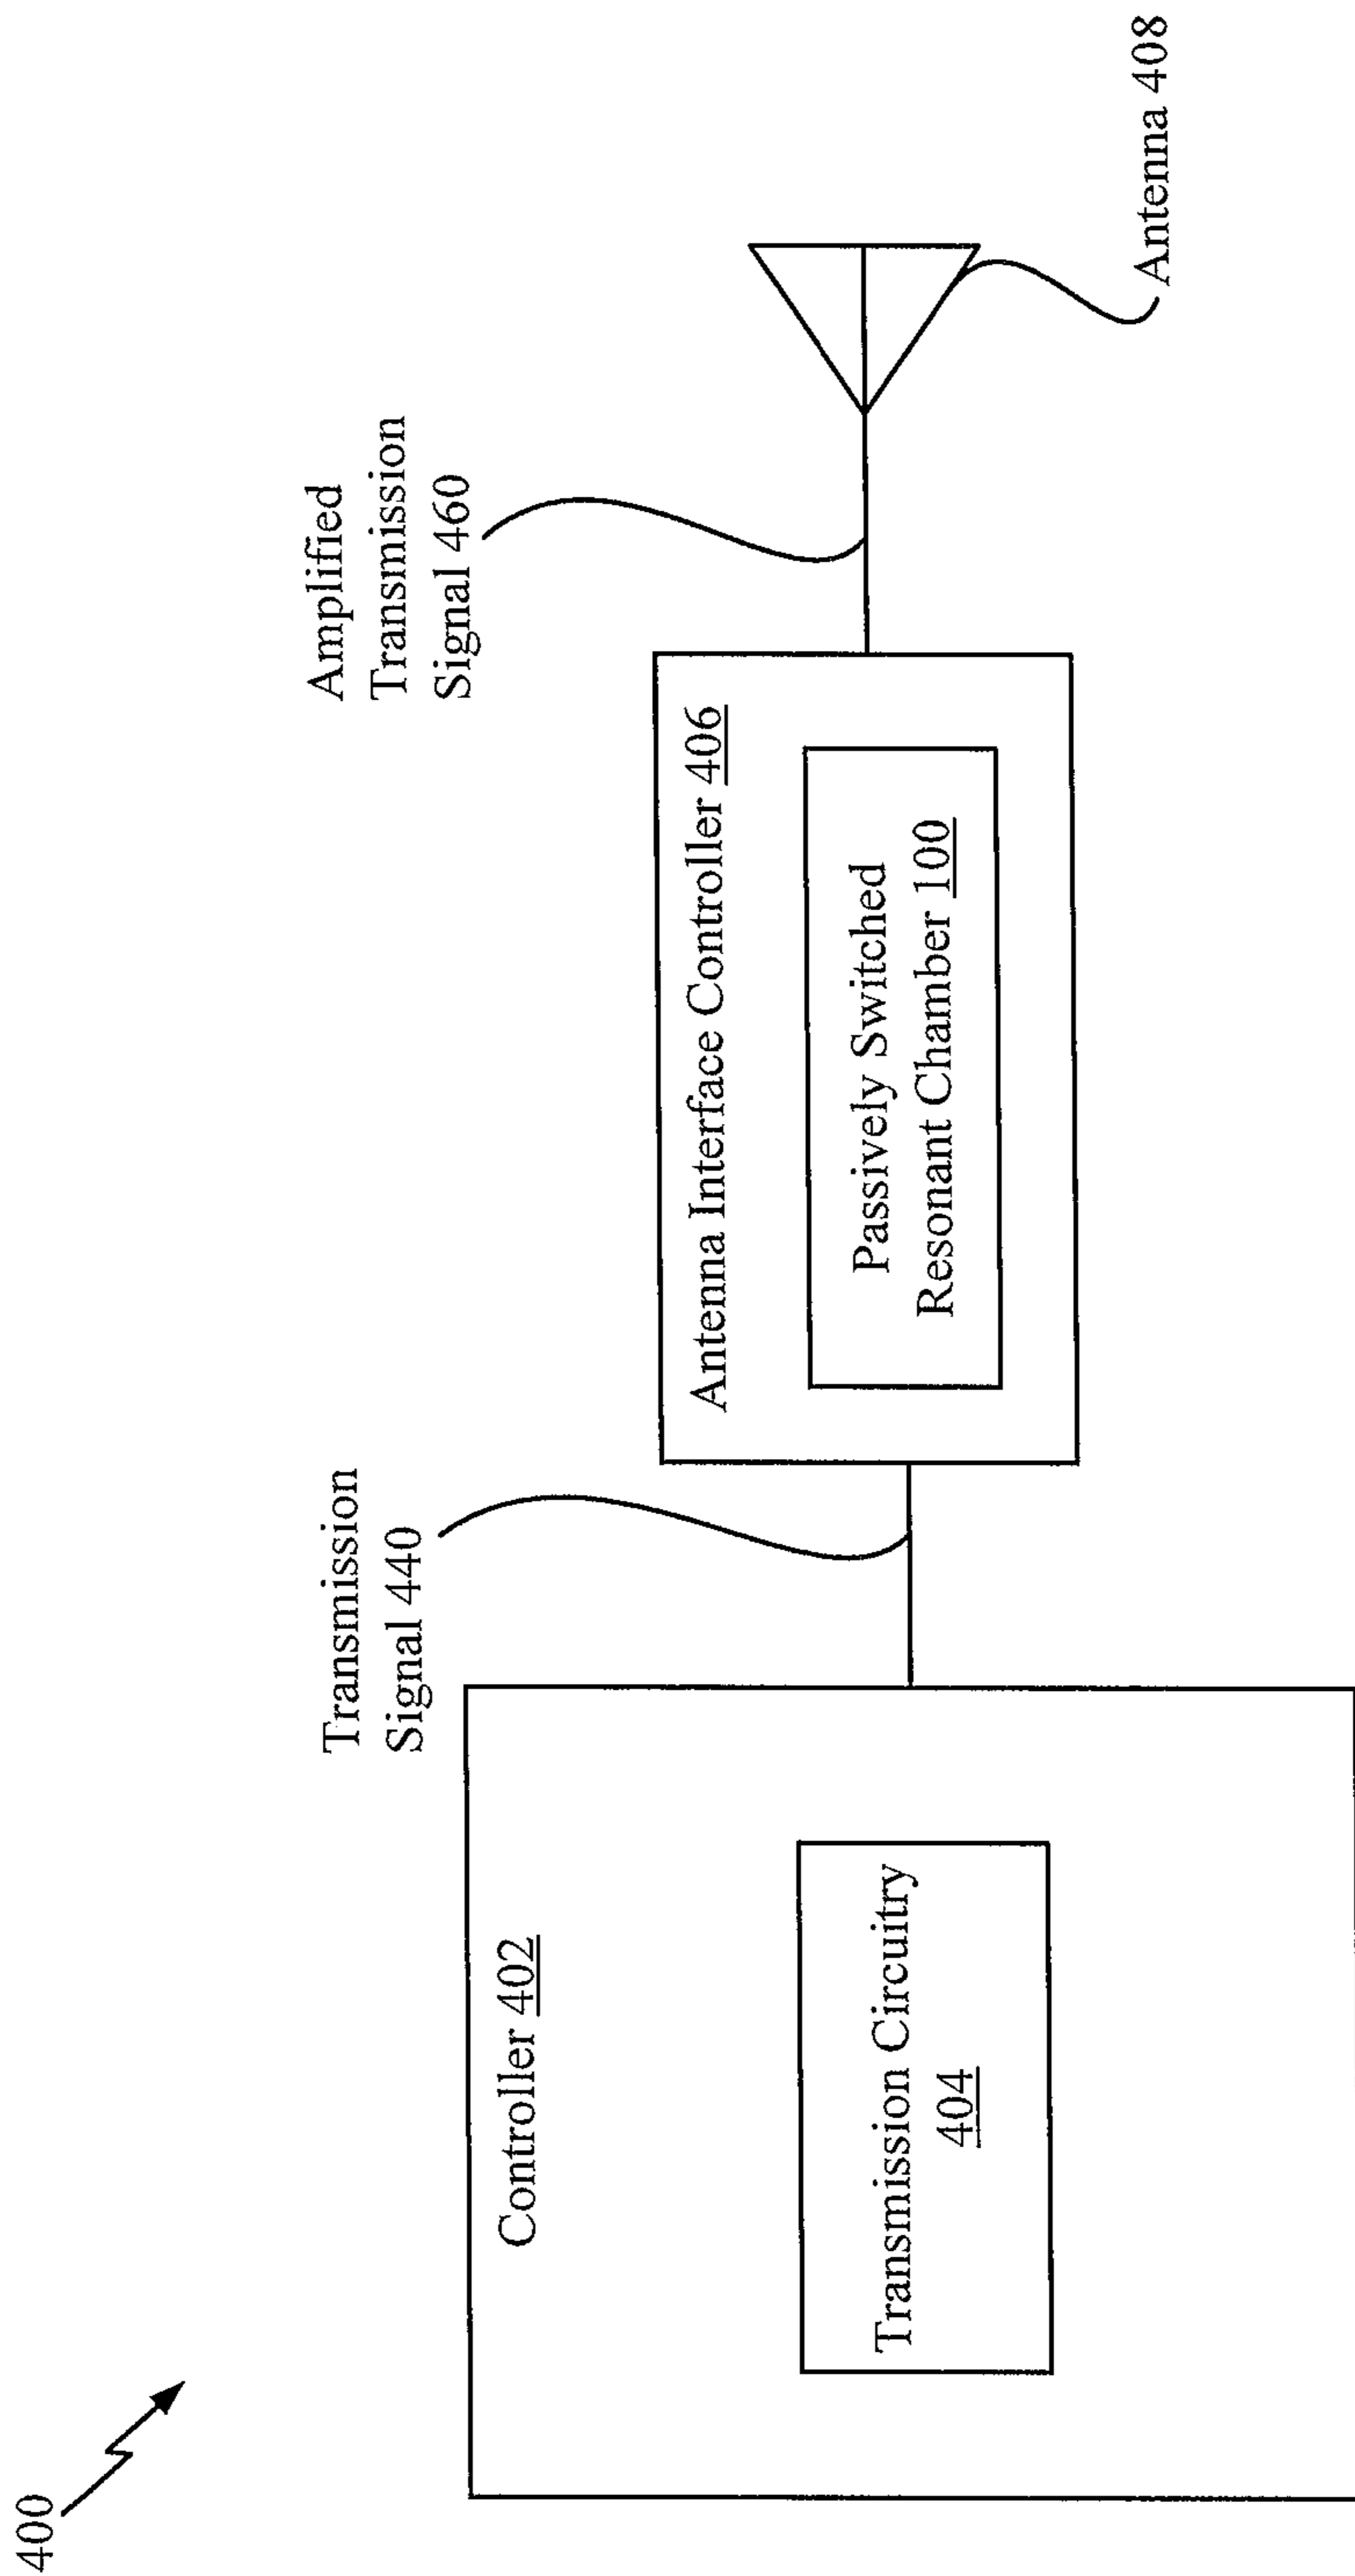 400
Controller 402
Transmission Circuitry
404
Transmission
Signal 440
Antenna Interface Controller 406
Passively Switched
Resonant Chamber 100
Amplified
Transmission
Signal 460
Antenna 408